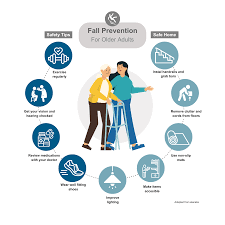 Fall Prevention
For Older Adults
Safety Tips
Safe Home
Exercise
regularly
Install handrails and
grab bars
Get your vision and
hearing checked
Remove clutter and
cords from floors
Review medications
with your doctor
Use non-slip
mats
Wear well fitting
shoes
Improve
lighting
Make items
accessible